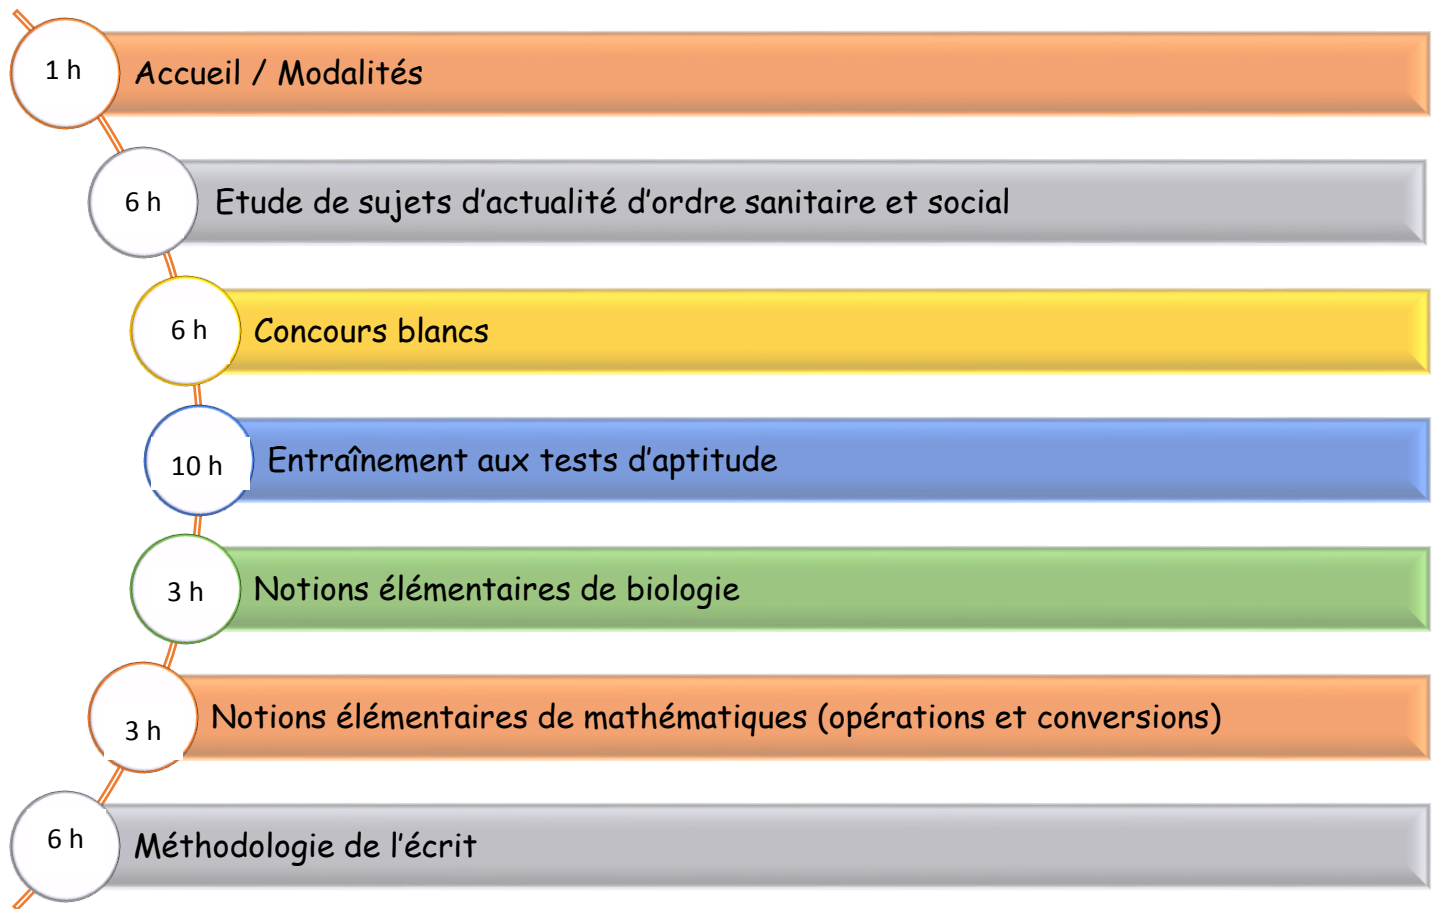 1 h Accueil / Modalités
6 h Etude de sujets d’actualité d’ordre sanitaire et social
6 h Concours blancs
10 h Entraînement aux tests d’aptitude
3 h Notions élémentaires de biologie
3 h Notions élémentaires de mathématiques (opérations et conversions)
6 h Méthodologie de l’écrit